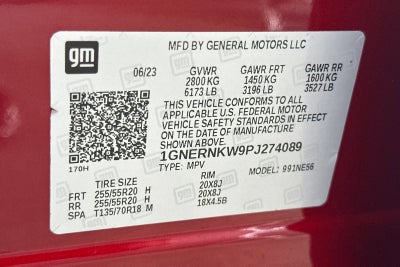 gm
MFD BY GENERAL MOTORS LLC
06/23 GVWR GAWR FRT GAWR RR
2800KG 1450 KG 1600 KG
6173 LB 3196 LB 3527 LB
THIS VEHICLE CONFORMS TO ALL
APPLICABLE U.S. FEDERAL MOTOR
VEHICLE SAFETY STANDARDS IN
EFFECT ON THE DATE OF
MANUFACTURE SHOWN ABOVE.
1GNERNKW9PJ274089
170H TYPE: MPV MODEL: 991NE56
TIRE SIZE RIM
FRT 255/55R20 H 20X8J
RR 255/55R20 H 20X8J
SPA T135/70R18 M 18X4.5B